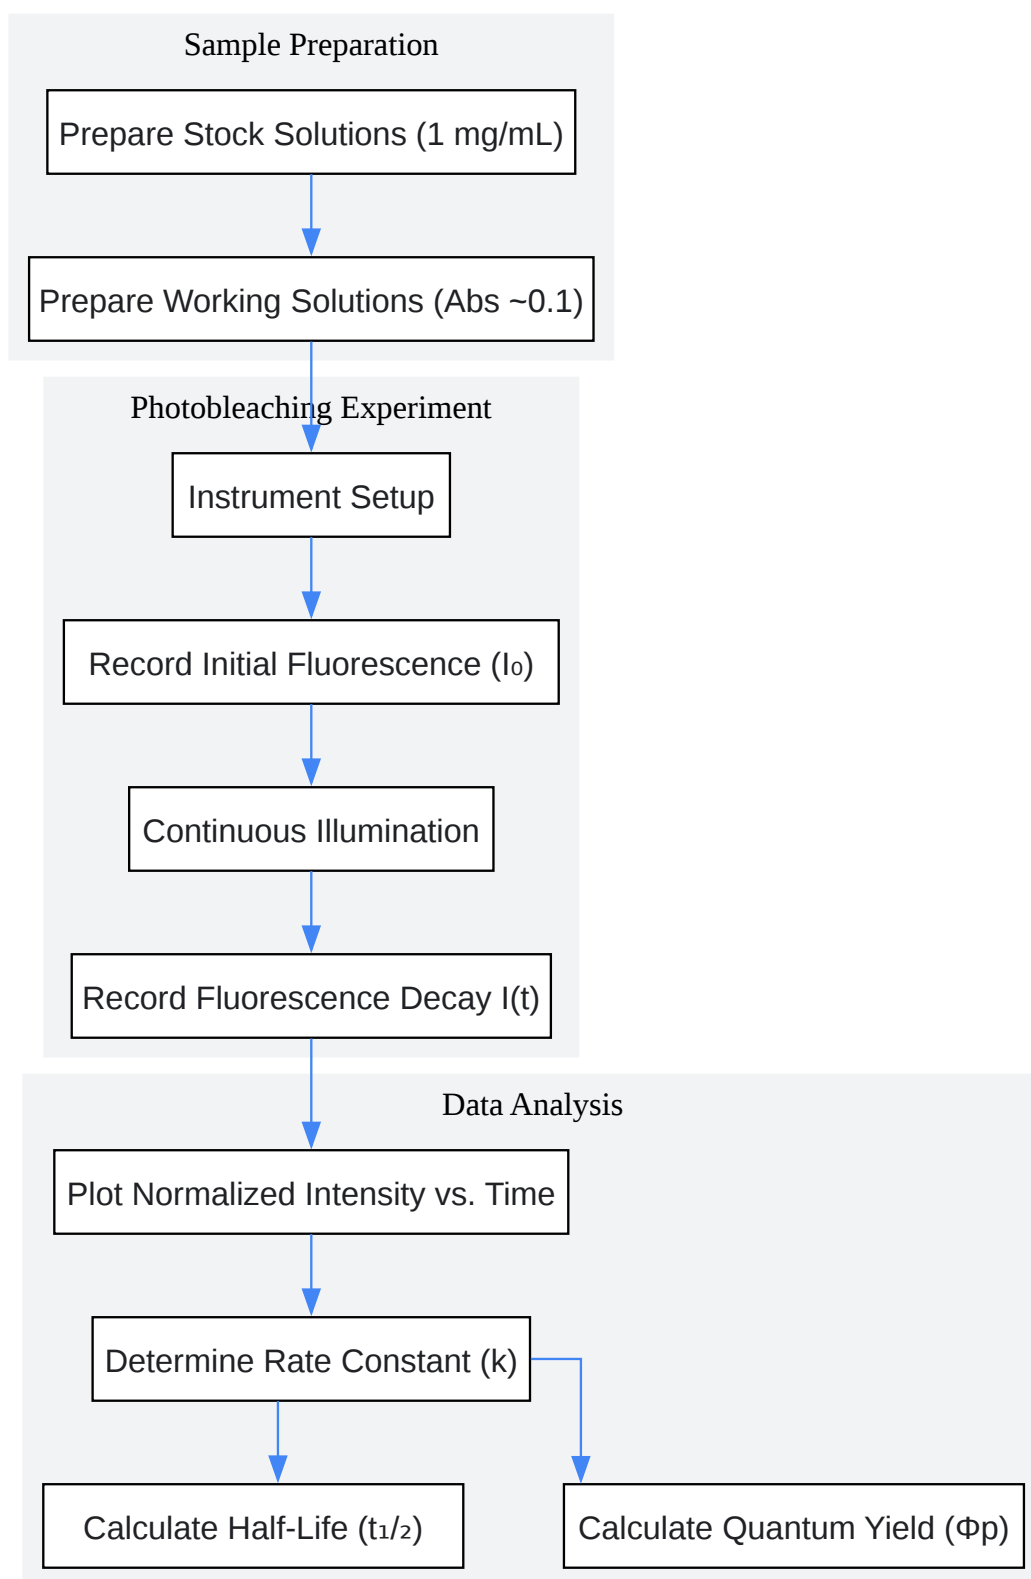 Sample Preparation
Prepare Stock Solutions (1 mg/mL)
Prepare Working Solutions (Abs ~0.1)
Photobleaching Experiment
Instrument Setup
Record Initial Fluorescence (I₀)
Continuous Illumination
Record Fluorescence Decay I(t)
Data Analysis
Plot Normalized Intensity vs. Time
Determine Rate Constant (k)
Calculate Half-Life (t₁/₂)
Calculate Quantum Yield (Φp)